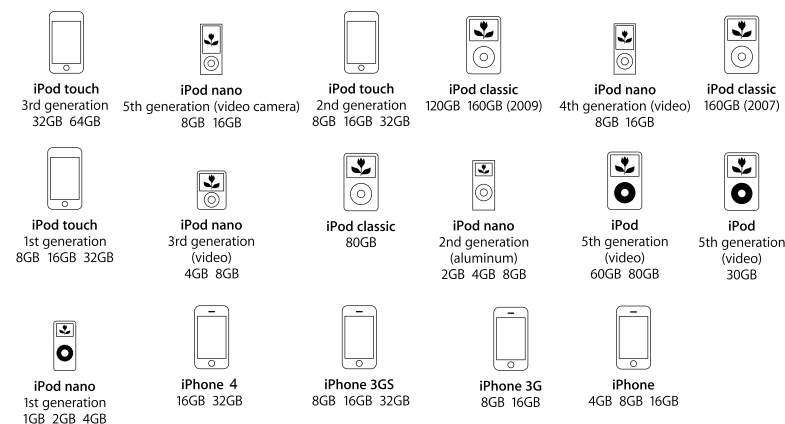 iPod touch
3rd generation
32GB 64GB
iPod nano
5th generation (video camera)
8GB 16GB
iPod touch
2nd generation
8GB 16GB 32GB
iPod classic
120GB 160GB (2009)
iPod nano
4th generation (video)
8GB 16GB
iPod classic
160GB (2007)
iPod touch
1st generation
8GB 16GB 32GB
iPod nano
3rd generation
(video)
4GB 8GB
iPod classic
80GB
iPod nano
2nd generation
(aluminum)
2GB 4GB 8GB
iPod
5th generation
(video)
60GB 80GB
iPod
5th generation
(video)
30GB
iPod nano
1st generation
1GB 2GB 4GB
iPhone 4
16GB 32GB
iPhone 3GS
8GB 16GB 32GB
iPhone 3G
8GB 16GB
iPhone
4GB 8GB 16GB